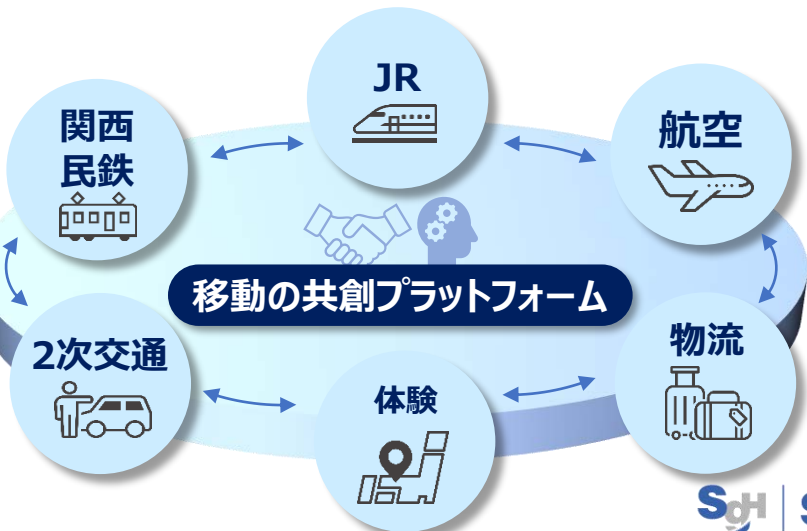 JR
関西
民鉄
航空
移動の共創プラットフォーム
2次交通
物流
体験
SgH